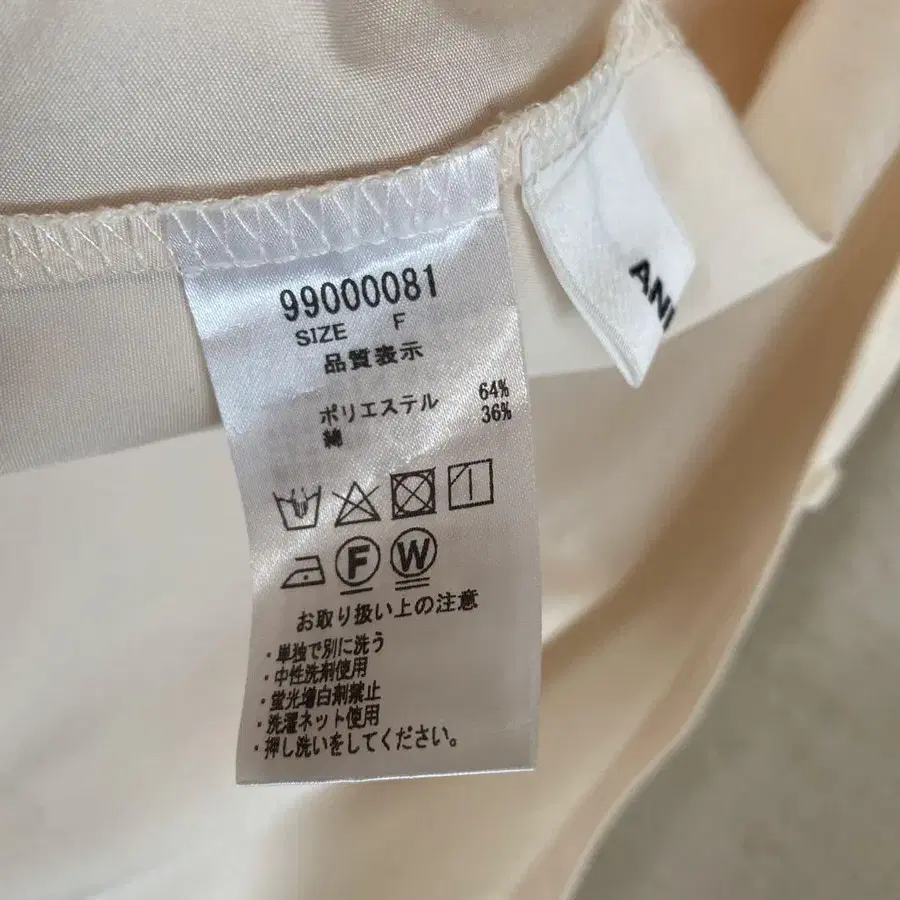 99000081
SIZE F
品質表示
ポリエステル 64%
綿 36%
F W
お取り扱い上の注意
・単独で別に洗う
・中性洗剤使用
・蛍光増白剤禁止
・洗濯ネット使用
・押し洗いをしてください。
ANI